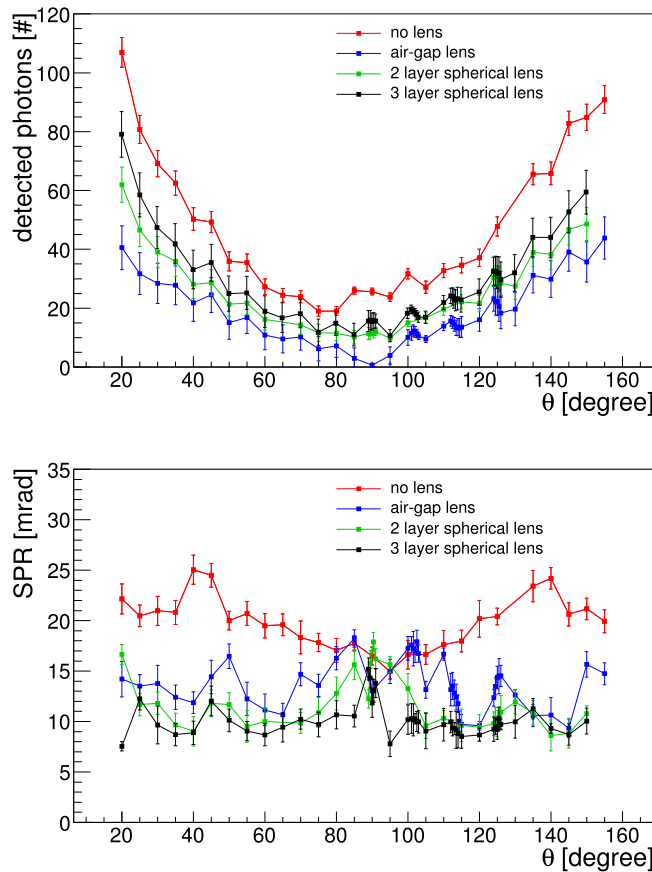 detected photons [#]
120
100
80
60
40
20
0
no lens
air-gap lens
2 layer spherical lens
3 layer spherical lens
20 40 60 80 100 120 140 160
θ [degree]
SPR [mrad]
35
30
25
20
15
10
5
0
no lens
air-gap lens
2 layer spherical lens
3 layer spherical lens
20 40 60 80 100 120 140 160
θ [degree]